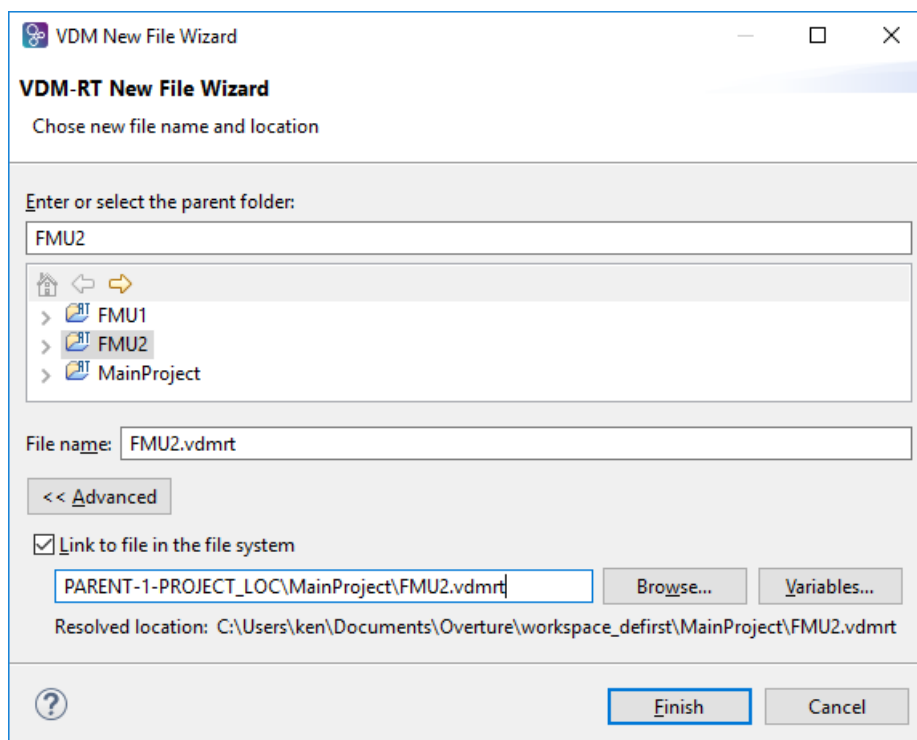 VDM New File Wizard
VDM-RT New File Wizard
Chose new file name and location
Enter or select the parent folder:
FMU2
FMU1
FMU2
MainProject
File name: FMU2.vdmrt
<< Advanced
Link to file in the file system
PARENT-1-PROJECT_LOC\MainProject\FMU2.vdmrt Browse... Variables...
Resolved location: C:\Users\ken\Documents\Overture\workspace_defirst\MainProject\FMU2.vdmrt
? Finish Cancel